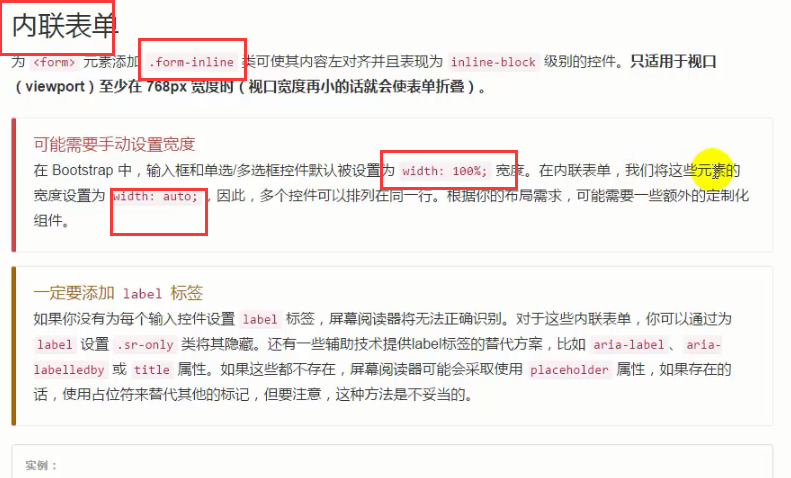 内联表单
为 <form> 元素添加 .form-inline 类可使其内容左对齐并且表现为 inline-block 级别的控件。只适用于视口
（viewport）至少在 768px 宽度时（视口宽度再小的话就会使表单折叠）。
可能需要手动设置宽度
在 Bootstrap 中，输入框和单选/多选框控件默认被设置为 width: 100%; 宽度。在内联表单，我们将这些元素的
宽度设置为 width: auto;，因此，多个控件可以排列在同一行。根据你的布局需求，可能需要一些额外的定制化
组件。
一定要添加 label 标签
如果你没有为每个输入控件设置 label 标签，屏幕阅读器将无法正确识别。对于这些内联表单，你可以通过为
label 设置 .sr-only 类将其隐藏。还有一些辅助技术提供label标签的替代方案，比如 aria-label、aria-
labelledby 或 title 属性。如果这些都不存在，屏幕阅读器可能会采取使用 placeholder 属性，如果存在的
话，使用占位符来替代其他的标记，但要注意，这种方法是不妥当的。
实例：